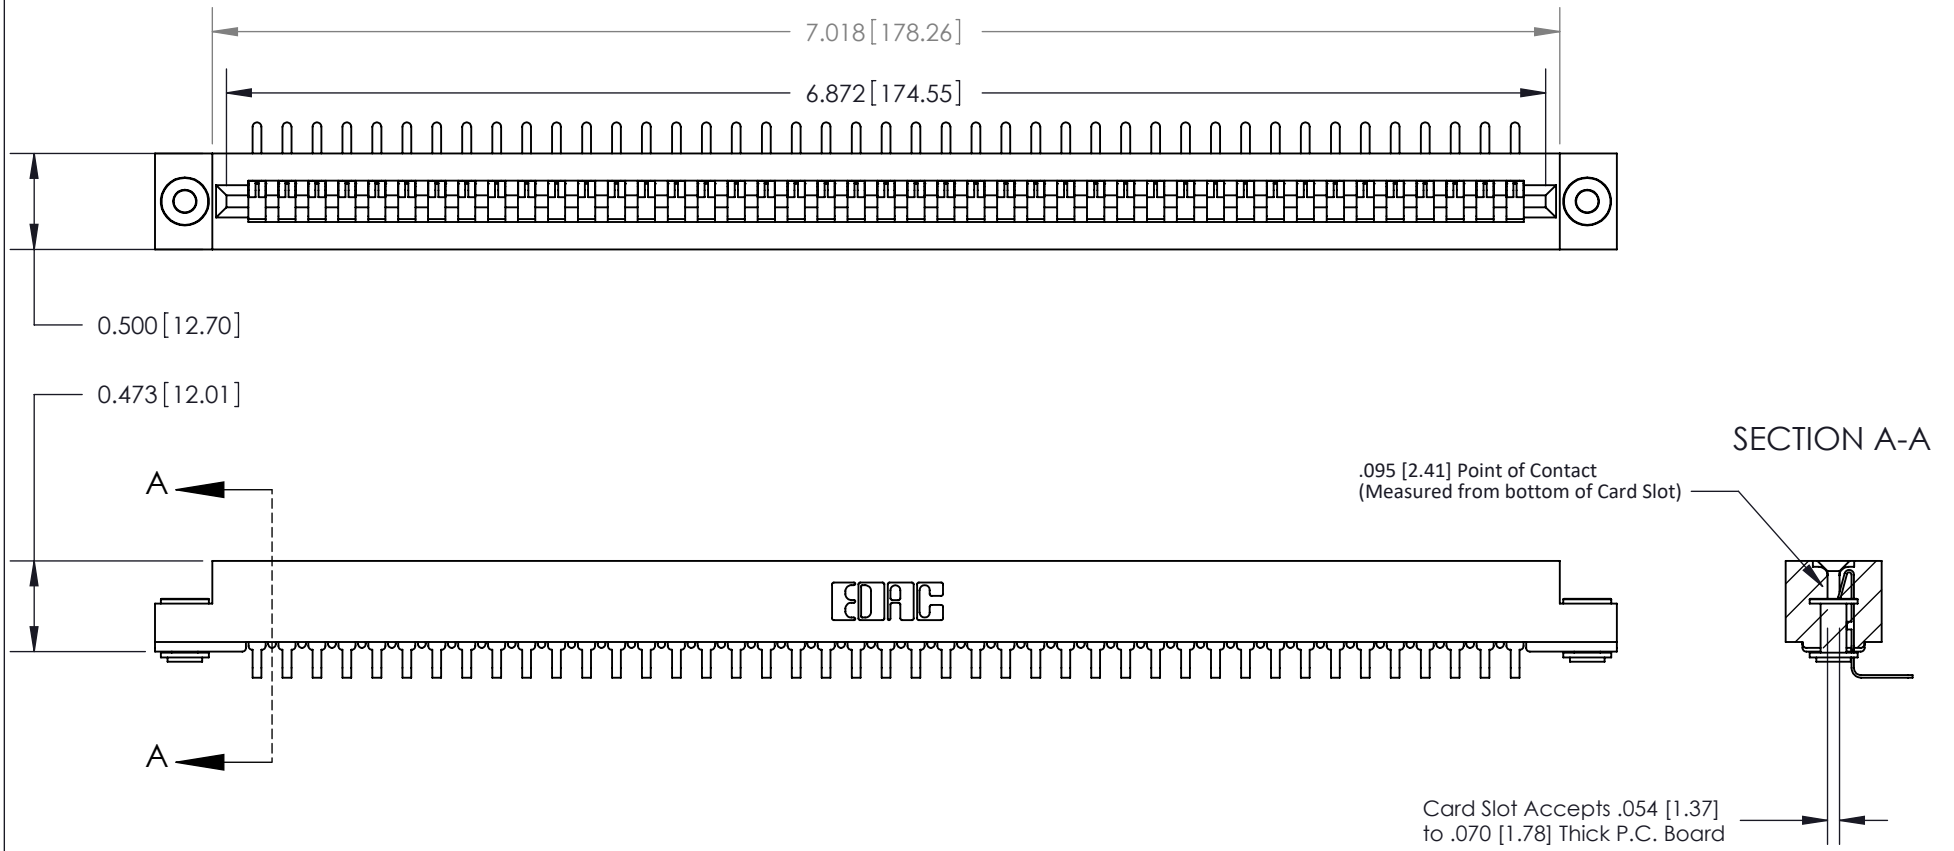 7.018 [178.26]
6.872 [174.55]
0.500 [12.70]
0.473 [12.01]
SECTION A-A
.095 [2.41] Point of Contact
(Measured from bottom of Card Slot)
A
EDAC
A
Card Slot Accepts .054 [1.37]
to .070 [1.78] Thick P.C. Board